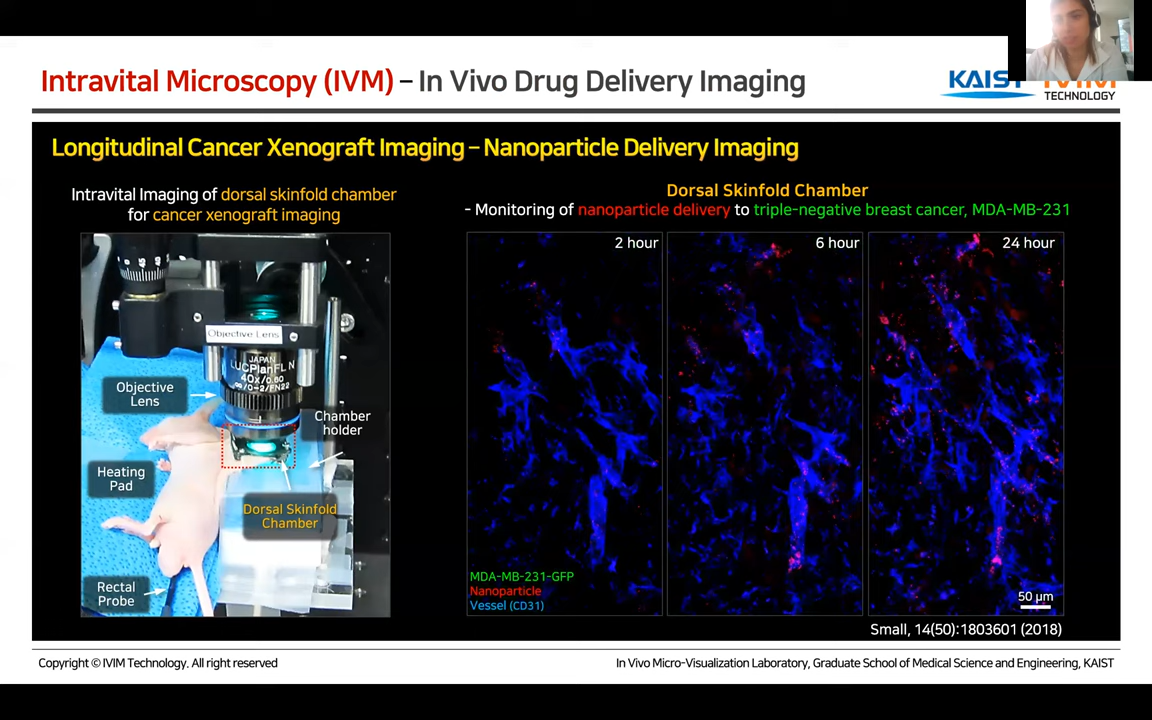 Intravital Microscopy (IVM) – In Vivo Drug Delivery Imaging
KAIST
TECHNOLOGY
Longitudinal Cancer Xenograft Imaging – Nanoparticle Delivery Imaging
Intravital Imaging of dorsal skinfold chamber
for cancer xenograft imaging
Objective Lens
JAPAN
LUCPlanFL N
40x/0.60
∞/0-2/FN22
Objective
Lens
Chamber
holder
Heating
Pad
Dorsal Skinfold
Chamber
Rectal
Probe
Dorsal Skinfold Chamber
- Monitoring of nanoparticle delivery to triple-negative breast cancer, MDA-MB-231
2 hour
6 hour
24 hour
MDA-MB-231-GFP
Nanoparticle
Vessel (CD31)
50 µm
Small, 14(50):1803601 (2018)
Copyright © IVIM Technology. All right reserved
In Vivo Micro-Visualization Laboratory, Graduate School of Medical Science and Engineering, KAIST